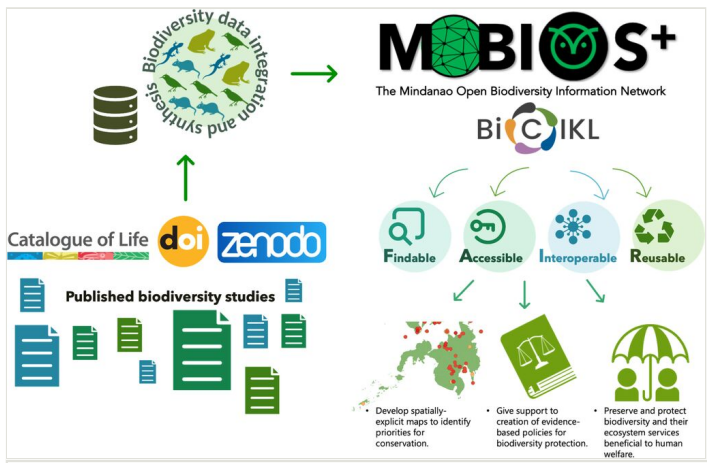 Biodiversity data integration
and synthesis
MOBIOS+
The Mindanao Open Biodiversity Information Network
BiCIKL
Catalogue of Life
doi
zenodo
Findable
Accessible
Interoperable
Reusable
Published biodiversity studies
• Develop spatially-
explicit maps to identify
priorities for
conservation.
• Give support to
creation of evidence-
based policies for
biodiversity protection.
• Preserve and protect
biodiversity and their
ecosystem services
beneficial to human
welfare.